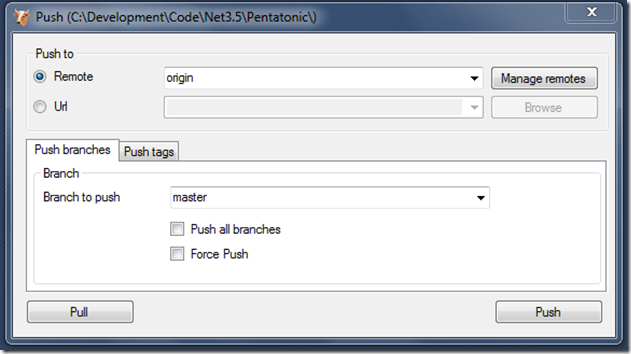 Push (C:\Development\Code\Net3.5\Pentatonic\)
Push to
Remote
origin
Manage remotes
Url
Browse
Push branches
Push tags
Branch
Branch to push
master
Push all branches
Force Push
Pull
Push